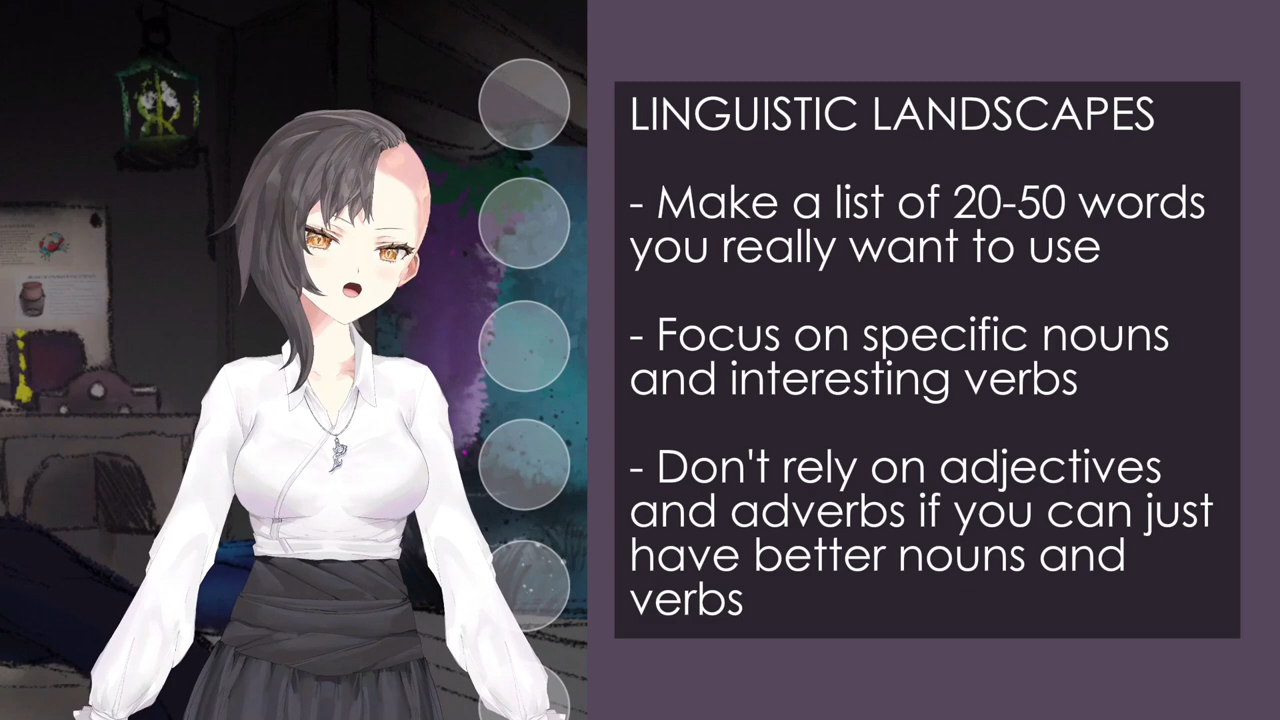 LINGUISTIC LANDSCAPES
- Make a list of 20-50 words
you really want to use
- Focus on specific nouns
and interesting verbs
- Don't rely on adjectives
and adverbs if you can just
have better nouns and
verbs